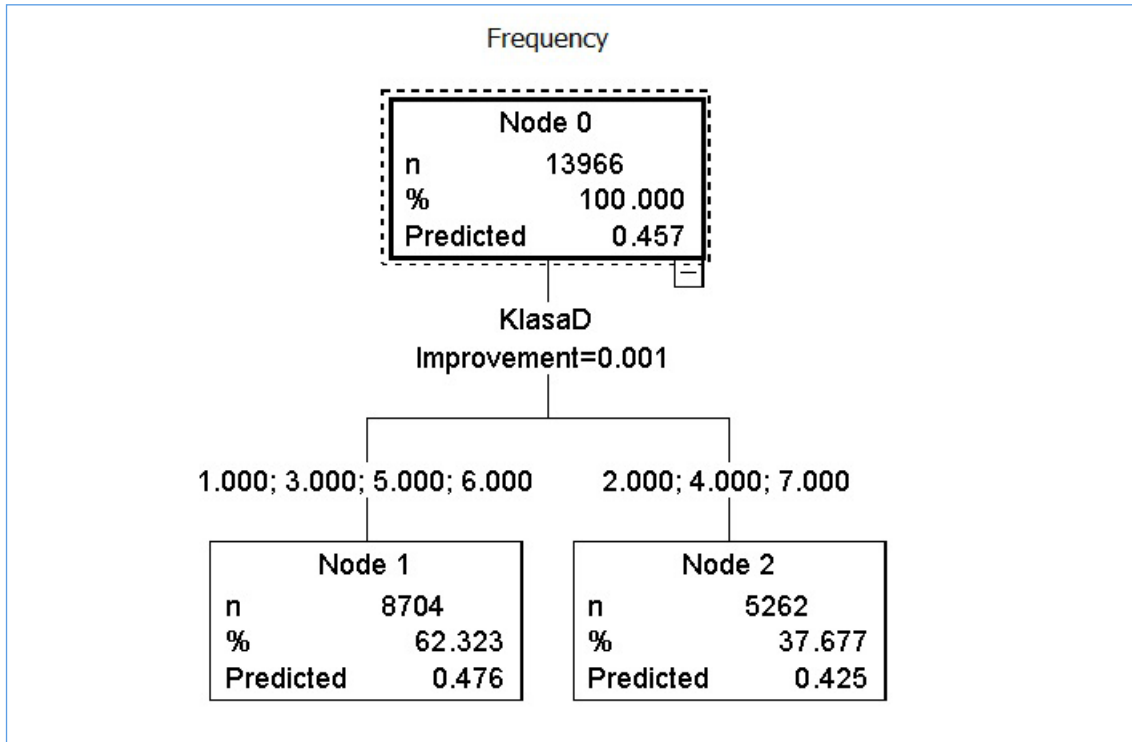 Frequency
Node 0
n 13966
% 100.000
Predicted 0.457
KlasaD
Improvement=0.001
1.000; 3.000; 5.000; 6.000
2.000; 4.000; 7.000
Node 1
n 8704
% 62.323
Predicted 0.476
Node 2
n 5262
% 37.677
Predicted 0.425